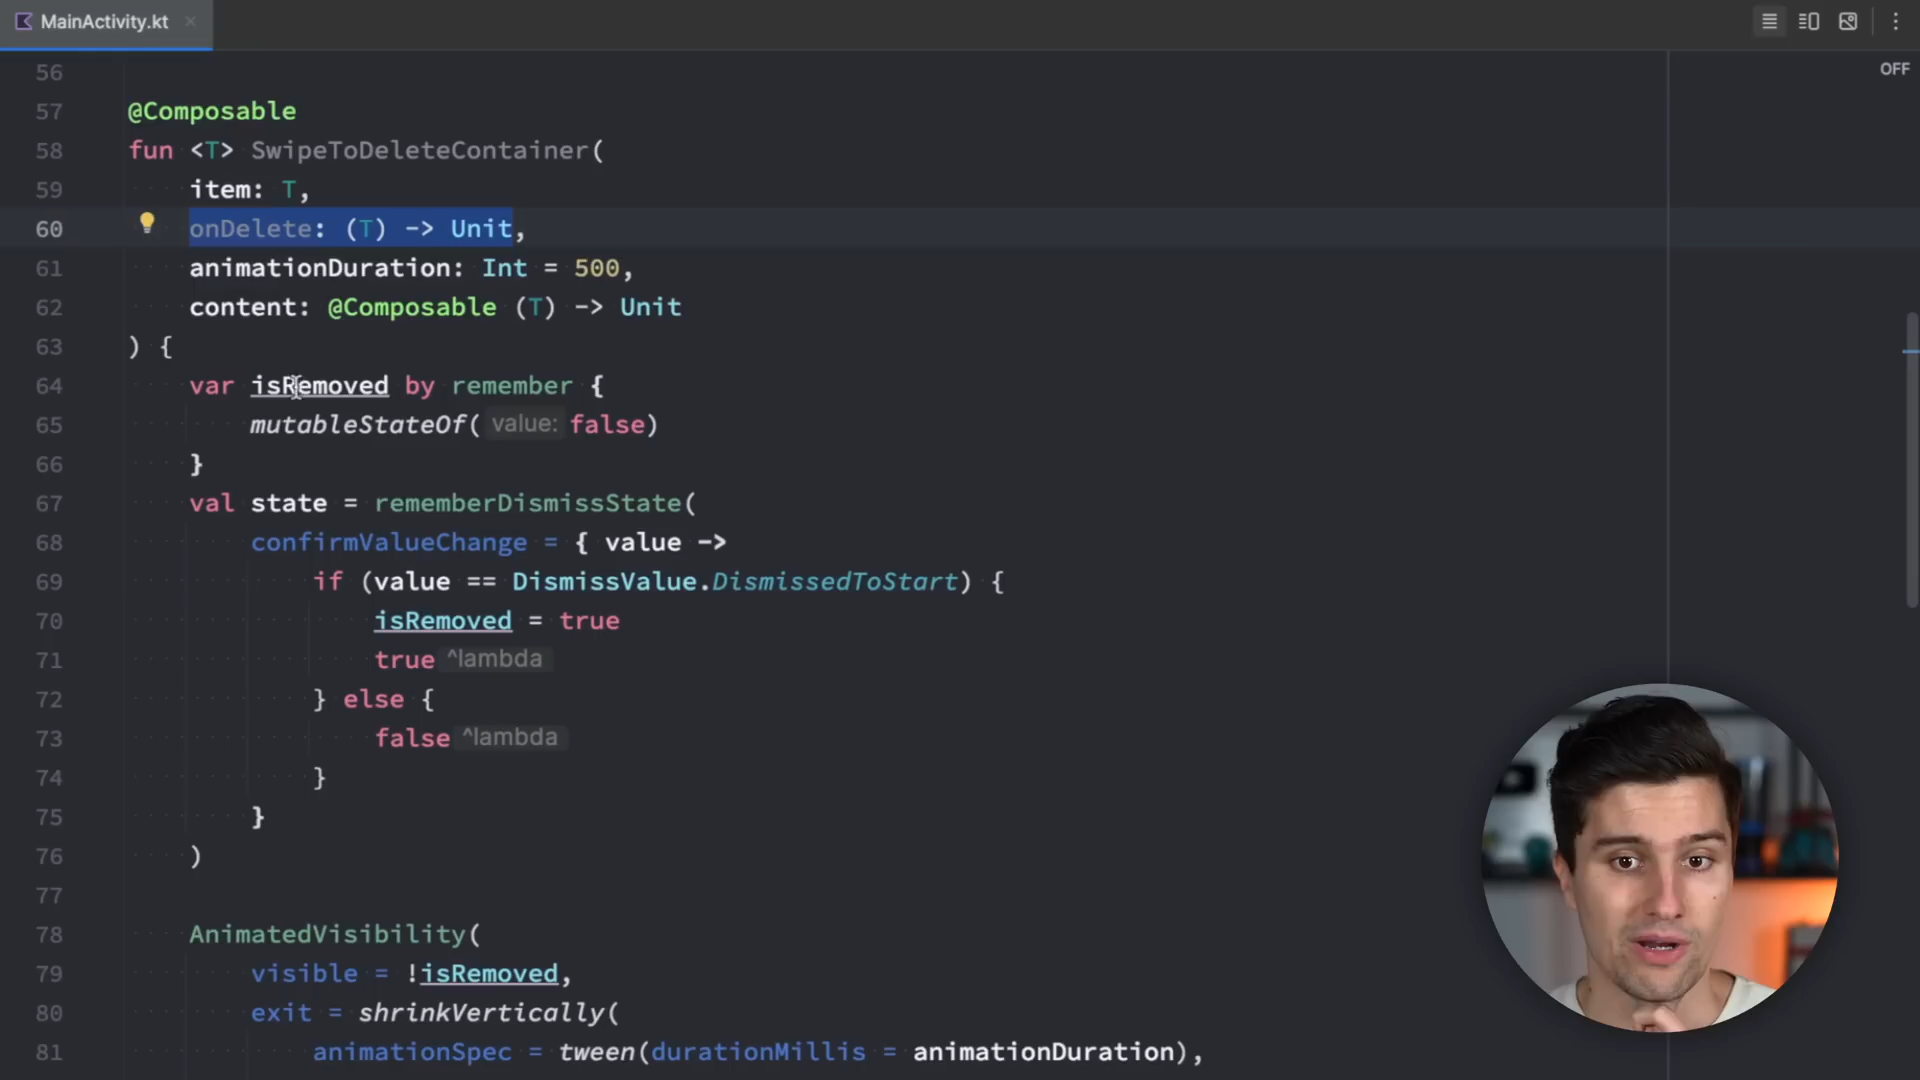 MainActivity.kt
OFF
56
57 @Composable
58 fun <T> SwipeToDeleteContainer(
59 item: T,
60 onDelete: (T) -> Unit,
61 animationDuration: Int = 500,
62 content: @Composable (T) -> Unit
63 ) {
64 var isRemoved by remember {
65 mutableStateOf( value: false)
66 }
67 val state = rememberDismissState(
68 confirmValueChange = { value ->
69 if (value == DismissValue.DismissedToStart) {
70 isRemoved = true
71 true ^lambda
72 } else {
73 false ^lambda
74 }
75 }
76 )
77
78 AnimatedVisibility(
79 visible = !isRemoved,
80 exit = shrinkVertically(
81 animationSpec = tween(durationMillis = animationDuration),